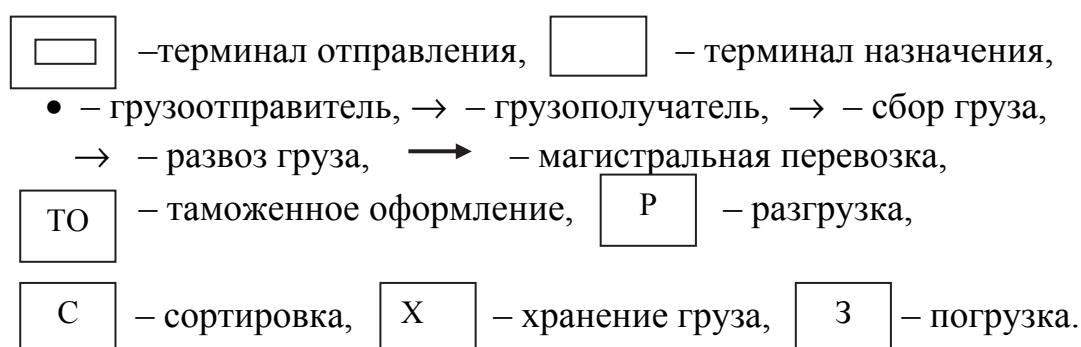 –терминал отправления, – терминал назначения,
• – грузоотправитель, → – грузополучатель, → – сбор груза,
→ – развоз груза, → – магистральная перевозка,
ТО – таможенное оформление, Р – разгрузка,
С – сортировка, Х – хранение груза, З – погрузка.